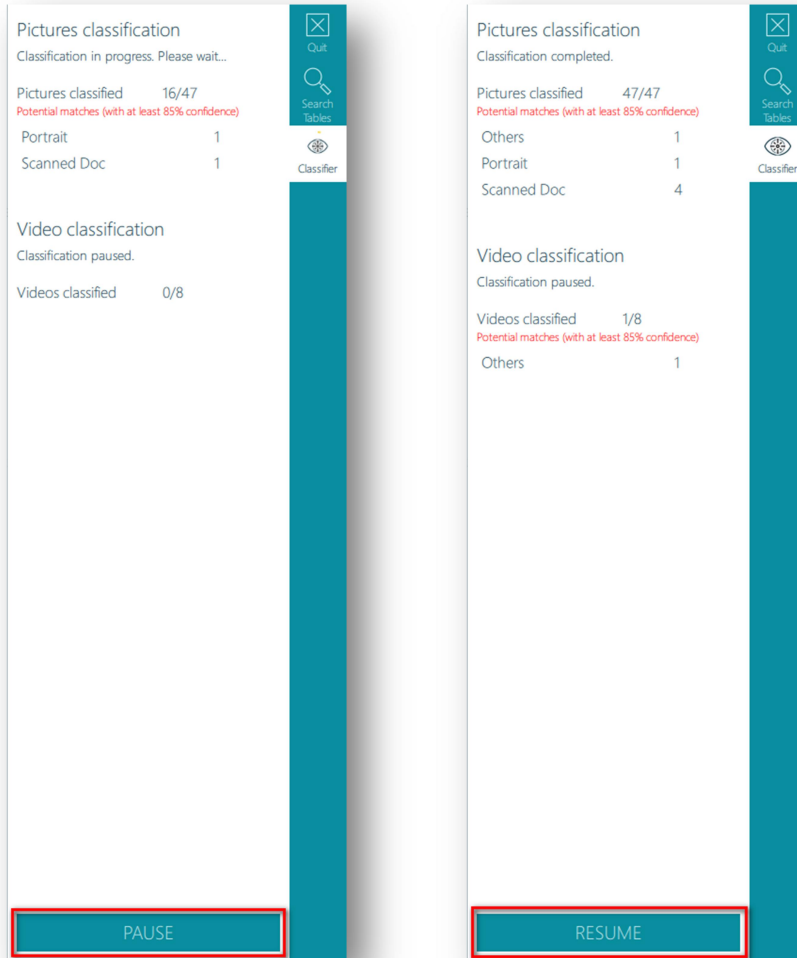 Pictures classification
Classification in progress. Please wait...
Pictures classified 16/47
Potential matches (with at least 85% confidence)
Portrait 1
Scanned Doc 1
Video classification
Classification paused.
Videos classified 0/8
PAUSE
Quit
Search
Tables
Classifier
Pictures classification
Classification completed.
Pictures classified 47/47
Potential matches (with at least 85% confidence)
Others 1
Portrait 1
Scanned Doc 4
Video classification
Classification paused.
Videos classified 1/8
Potential matches (with at least 85% confidence)
Others 1
RESUME
Quit
Search
Tables
Classifier